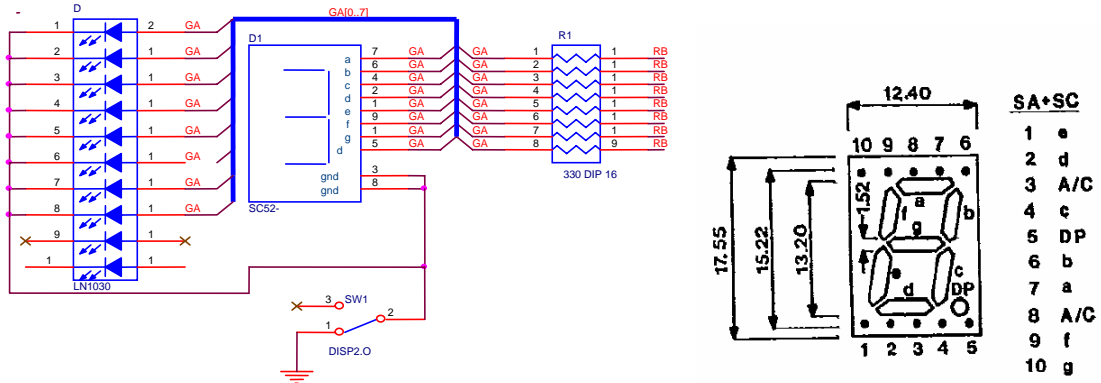 -
D
GA[0..7]
1 2 GA
2 1 GA
3 1 GA
4 1 GA
5 1 GA
6 1
7 1 GA
8 1 GA
9 1
1 1
LN1030
D1
a 7 GA GA
b 6 GA GA
c 4 GA GA
d 2 GA GA
e 1 GA GA
f 9 GA GA
g 1 GA GA
d 5 GA GA
gnd 3
gnd 8
SC52-
R1
1 1 RB
2 1 RB
3 1 RB
4 1 RB
5 1 RB
6 1 RB
7 1 RB
8 9 RB
330 DIP 16
3 SW1
1 2
DISP2.O
12.40
10 9 8 7 6
17.55
15.22
13.20
1.52
a
f b
g
e c
d DP
1 2 3 4 5
SA+SC
1 e
2 d
3 A/C
4 c
5 DP
6 b
7 a
8 A/C
9 f
10 g